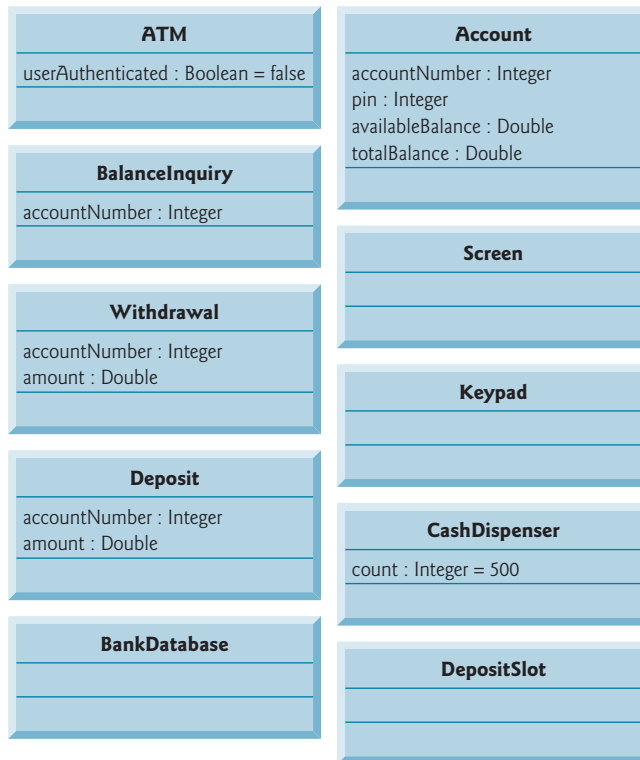 ATM
userAuthenticated : Boolean = false
BalanceInquiry
accountNumber : Integer
Withdrawal
accountNumber : Integer
amount : Double
Deposit
accountNumber : Integer
amount : Double
BankDatabase
Account
accountNumber : Integer
pin : Integer
availableBalance : Double
totalBalance : Double
Screen
Keypad
CashDispenser
count : Integer = 500
DepositSlot